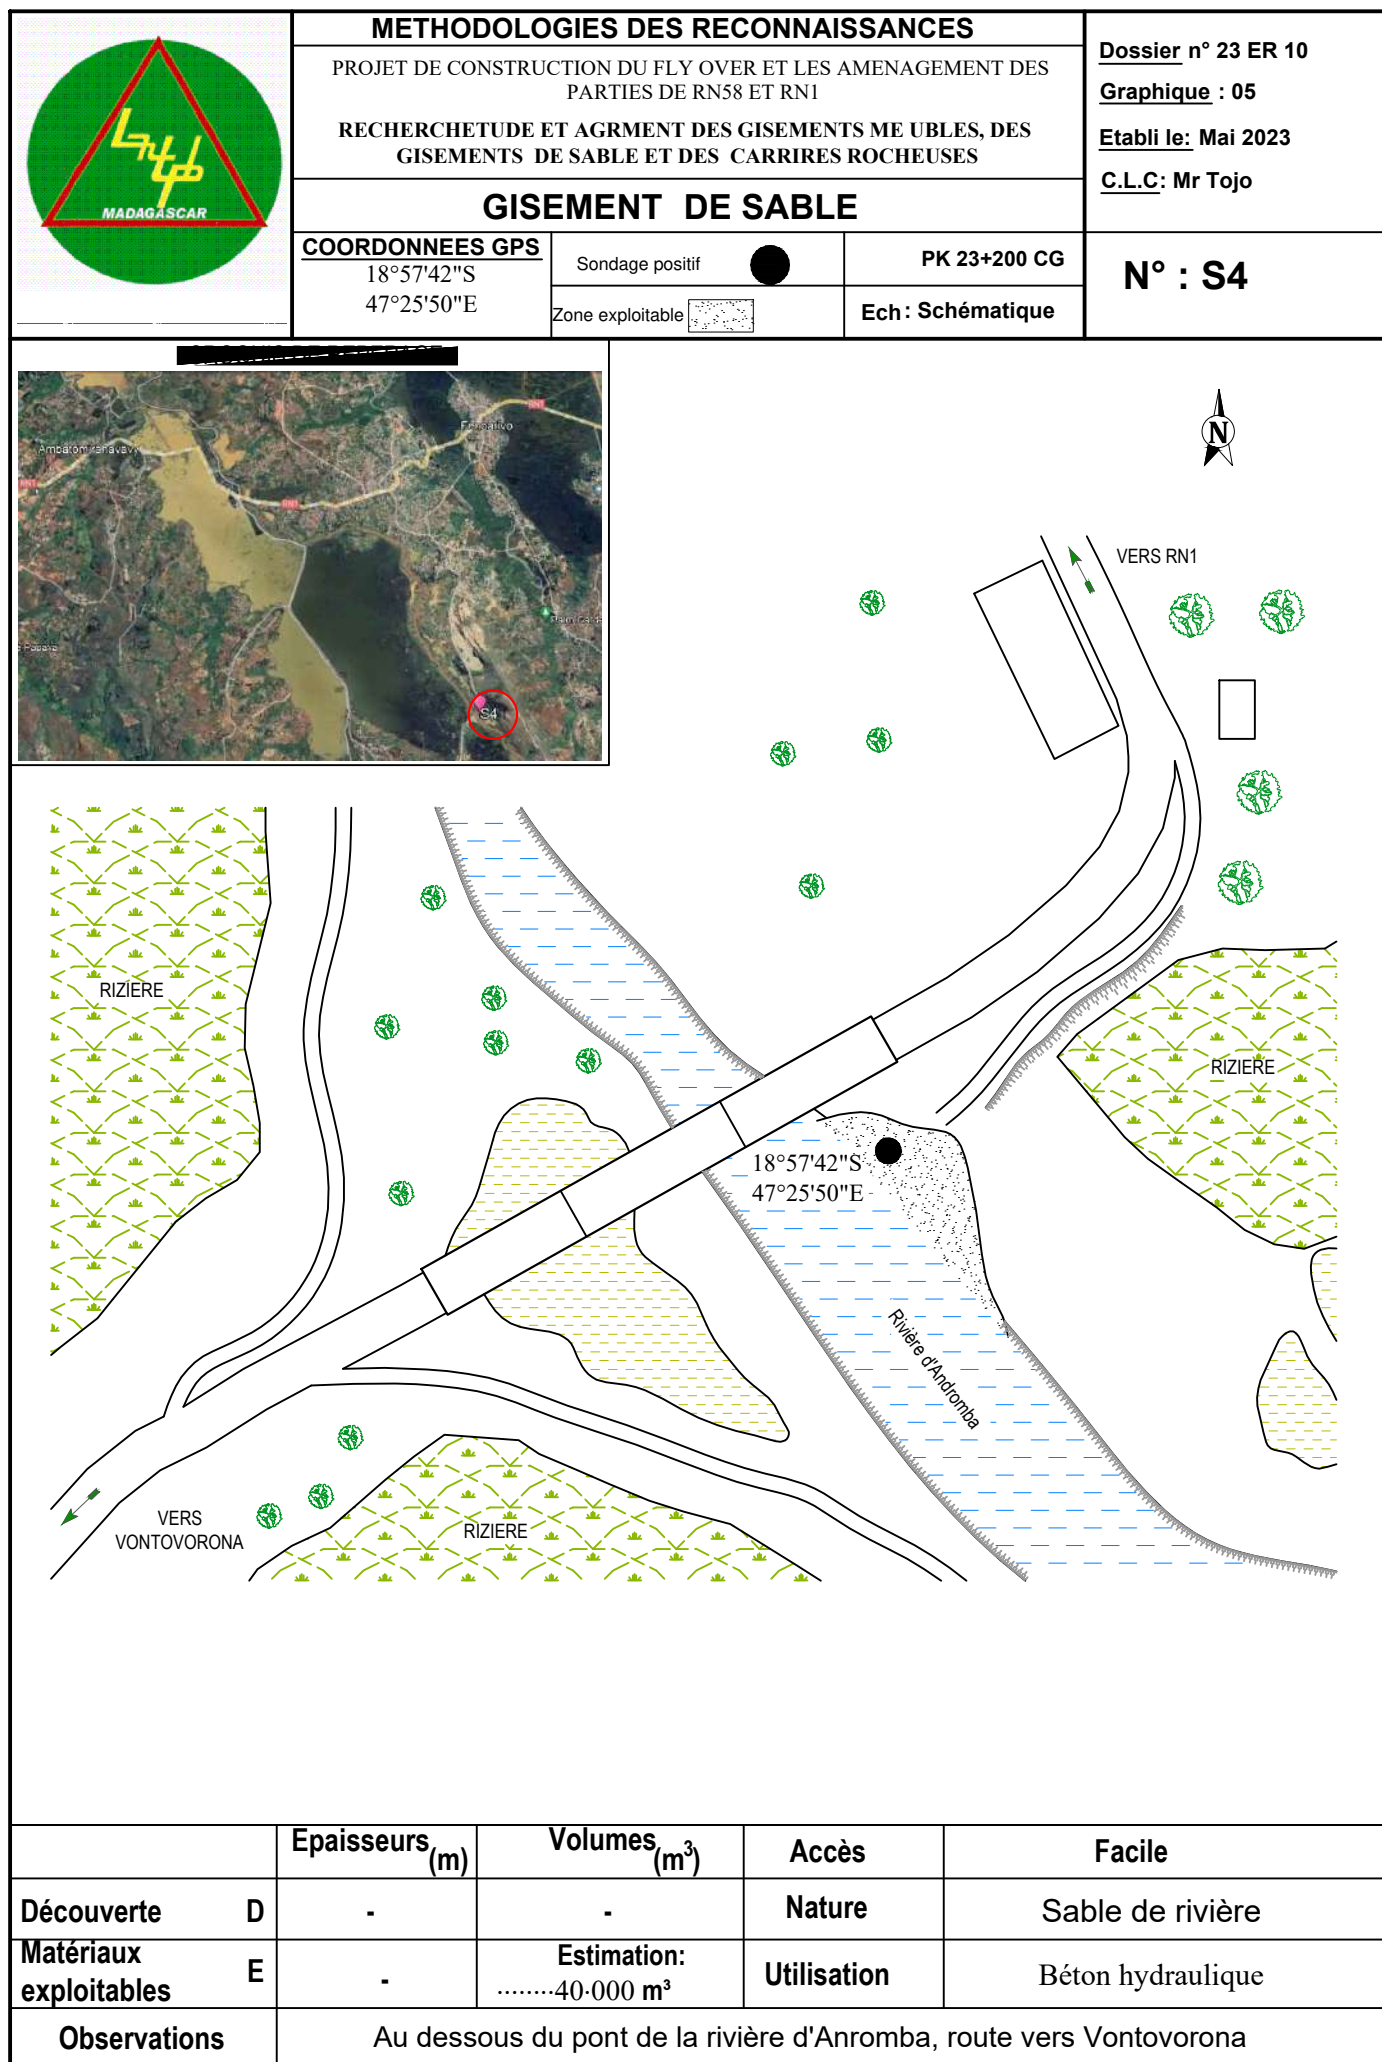 METHODOLOGIES DES RECONNAISSANCES
PROJET DE CONSTRUCTION DU FLY OVER ET LES AMENAGEMENT DES
PARTIES DE RN58 ET RN1
RECHERCHETUDE ET AGRMENT DES GISEMENTS ME UBLES, DES
GISEMENTS DE SABLE ET DES CARRIRES ROCHEUSES
GISEMENT DE SABLE
Dossier n° 23 ER 10
Graphique : 05
Etabli le: Mai 2023
C.L.C: Mr Tojo
Lntpb
MADAGASCAR
COORDONNEES GPS
18°57'42"S
47°25'50"E
Sondage positif
Zone exploitable
PK 23+200 CG
Ech: Schématique
N° : S4
Ambatomirahavavy
RN1
RN1
RN1
S4
N
VERS RN1
RIZIERE
RIZIERE
18°57'42"S
47°25'50"E
Rivière d'Andromba
VERS
VONTOVORONA
RIZIERE
Epaisseurs (m)
Volumes (m³)
Accès
Facile
Découverte D
-
-
Nature
Sable de rivière
Matériaux
exploitables E
-
Estimation:
........40.000 m³
Utilisation
Béton hydraulique
Observations
Au dessous du pont de la rivière d'Anromba, route vers Vontovorona